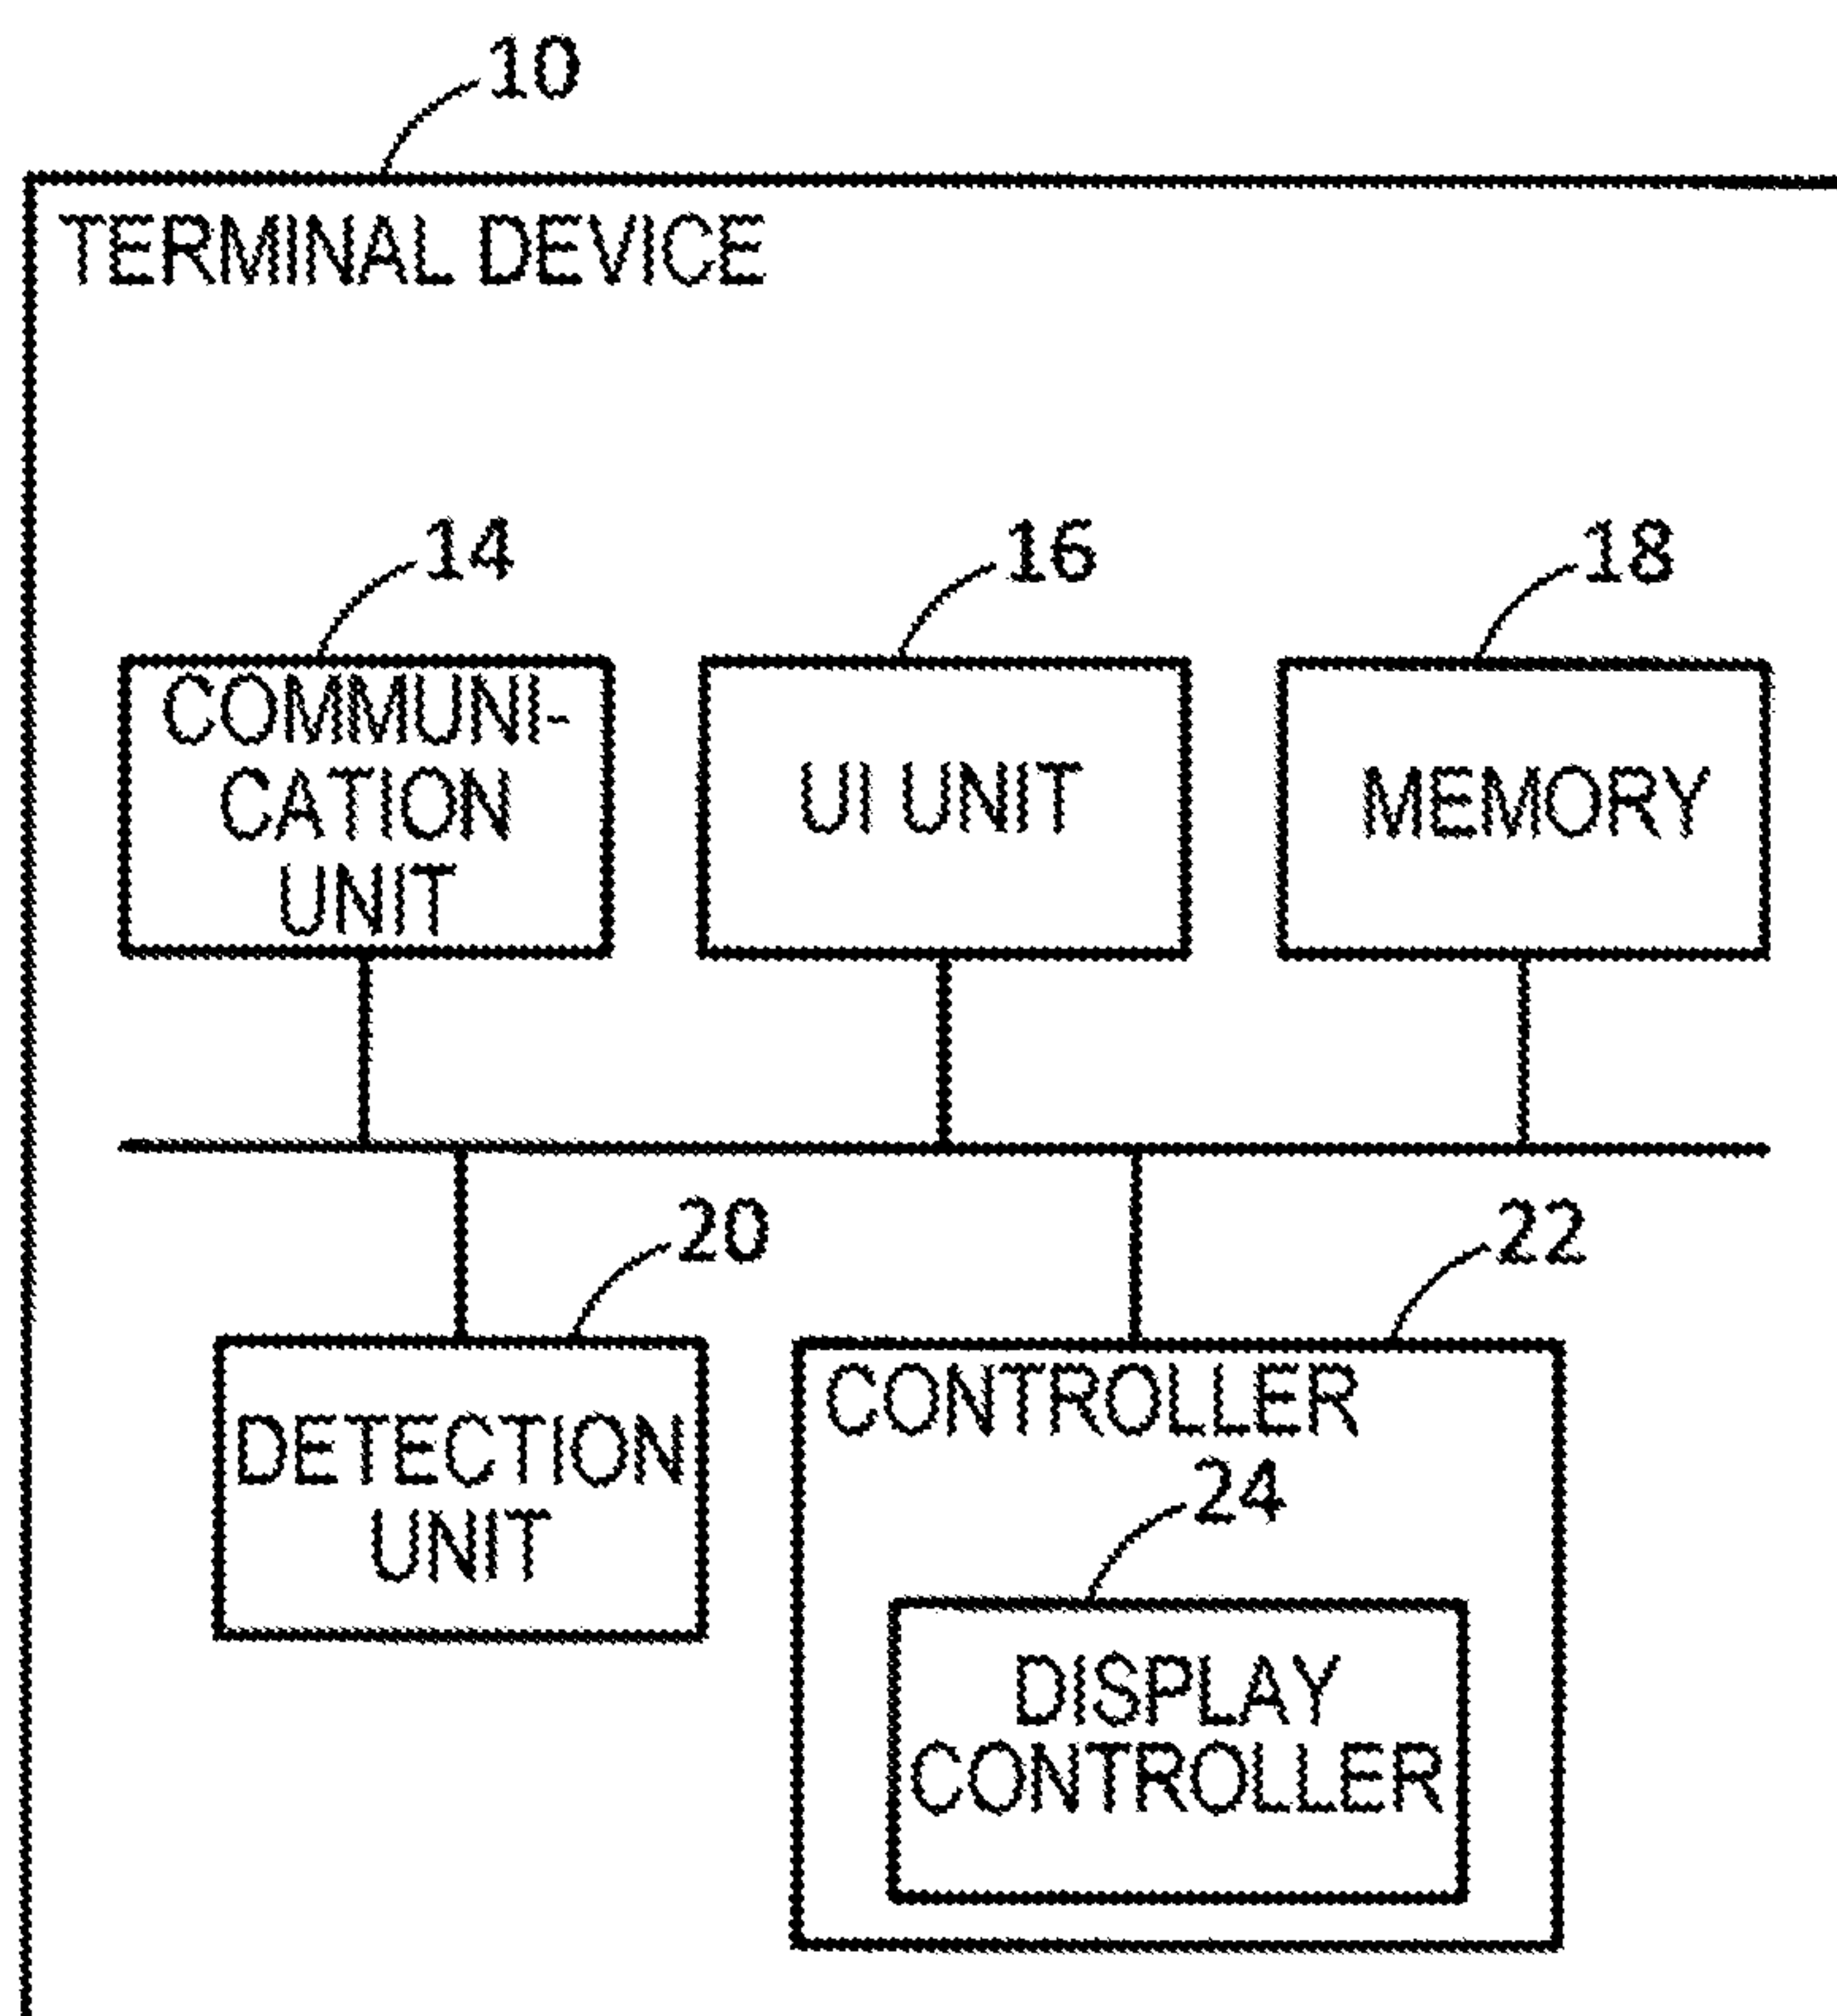 10
TERMINAL DEVICE
14
16
18
COMMUNI-
CATION
UNIT
UI UNIT
MEMORY
20
22
DETECTION
UNIT
CONTROLLER
24
DISPLAY
CONTROLLER